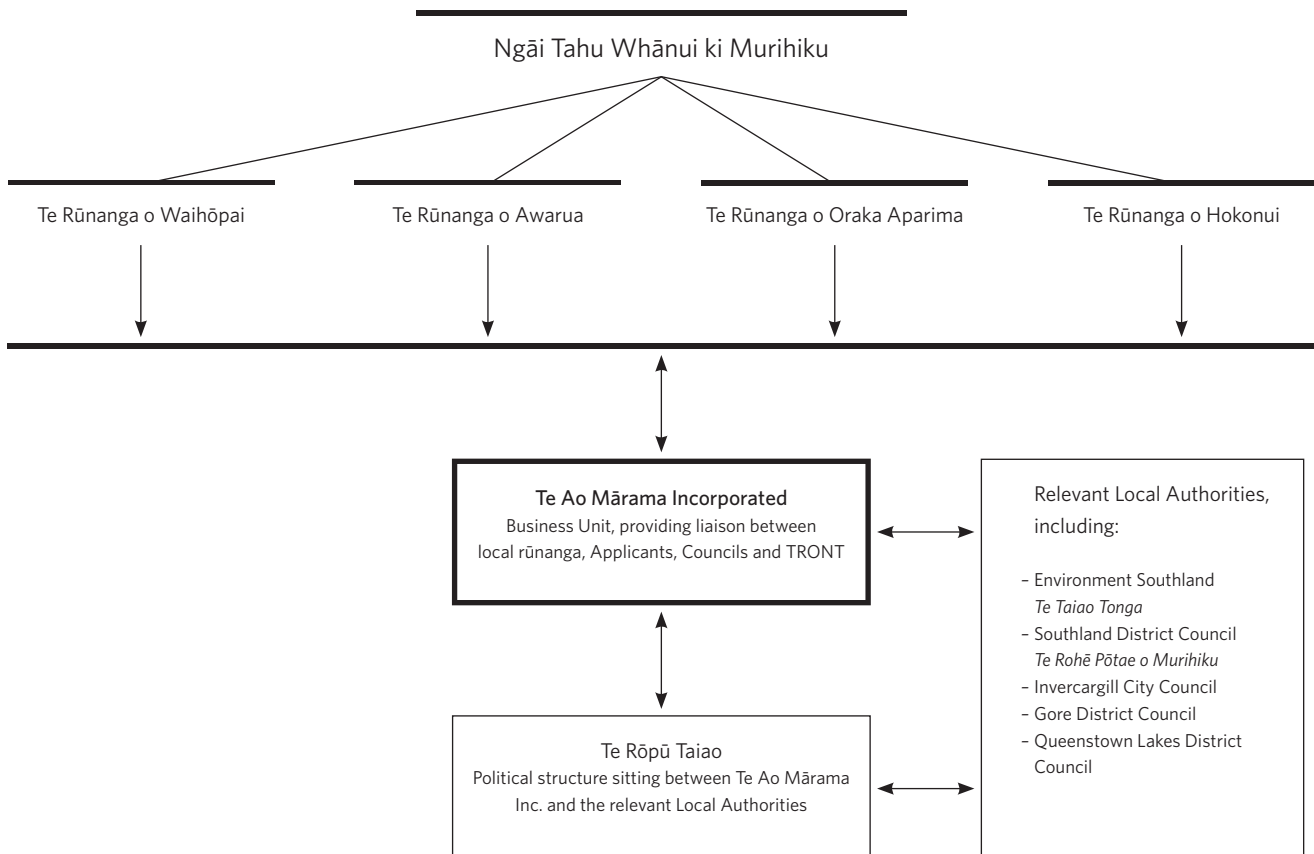 Ngāi Tahu Whānui ki Murihiku
Te Rūnanga o Waihōpai
Te Rūnanga o Awarua
Te Rūnanga o Oraka Aparima
Te Rūnanga o Hokonui
Te Ao Mārama Incorporated
Business Unit, providing liaison between
local rūnanga, Applicants, Councils and TRONT
Relevant Local Authorities,
including:
– Environment Southland
Te Taiao Tonga
– Southland District Council
Te Rohē Pōtae o Murihiku
– Invercargill City Council
– Gore District Council
– Queenstown Lakes District
Council
Te Rōpū Taiao
Political structure sitting between Te Ao Mārama
Inc. and the relevant Local Authorities